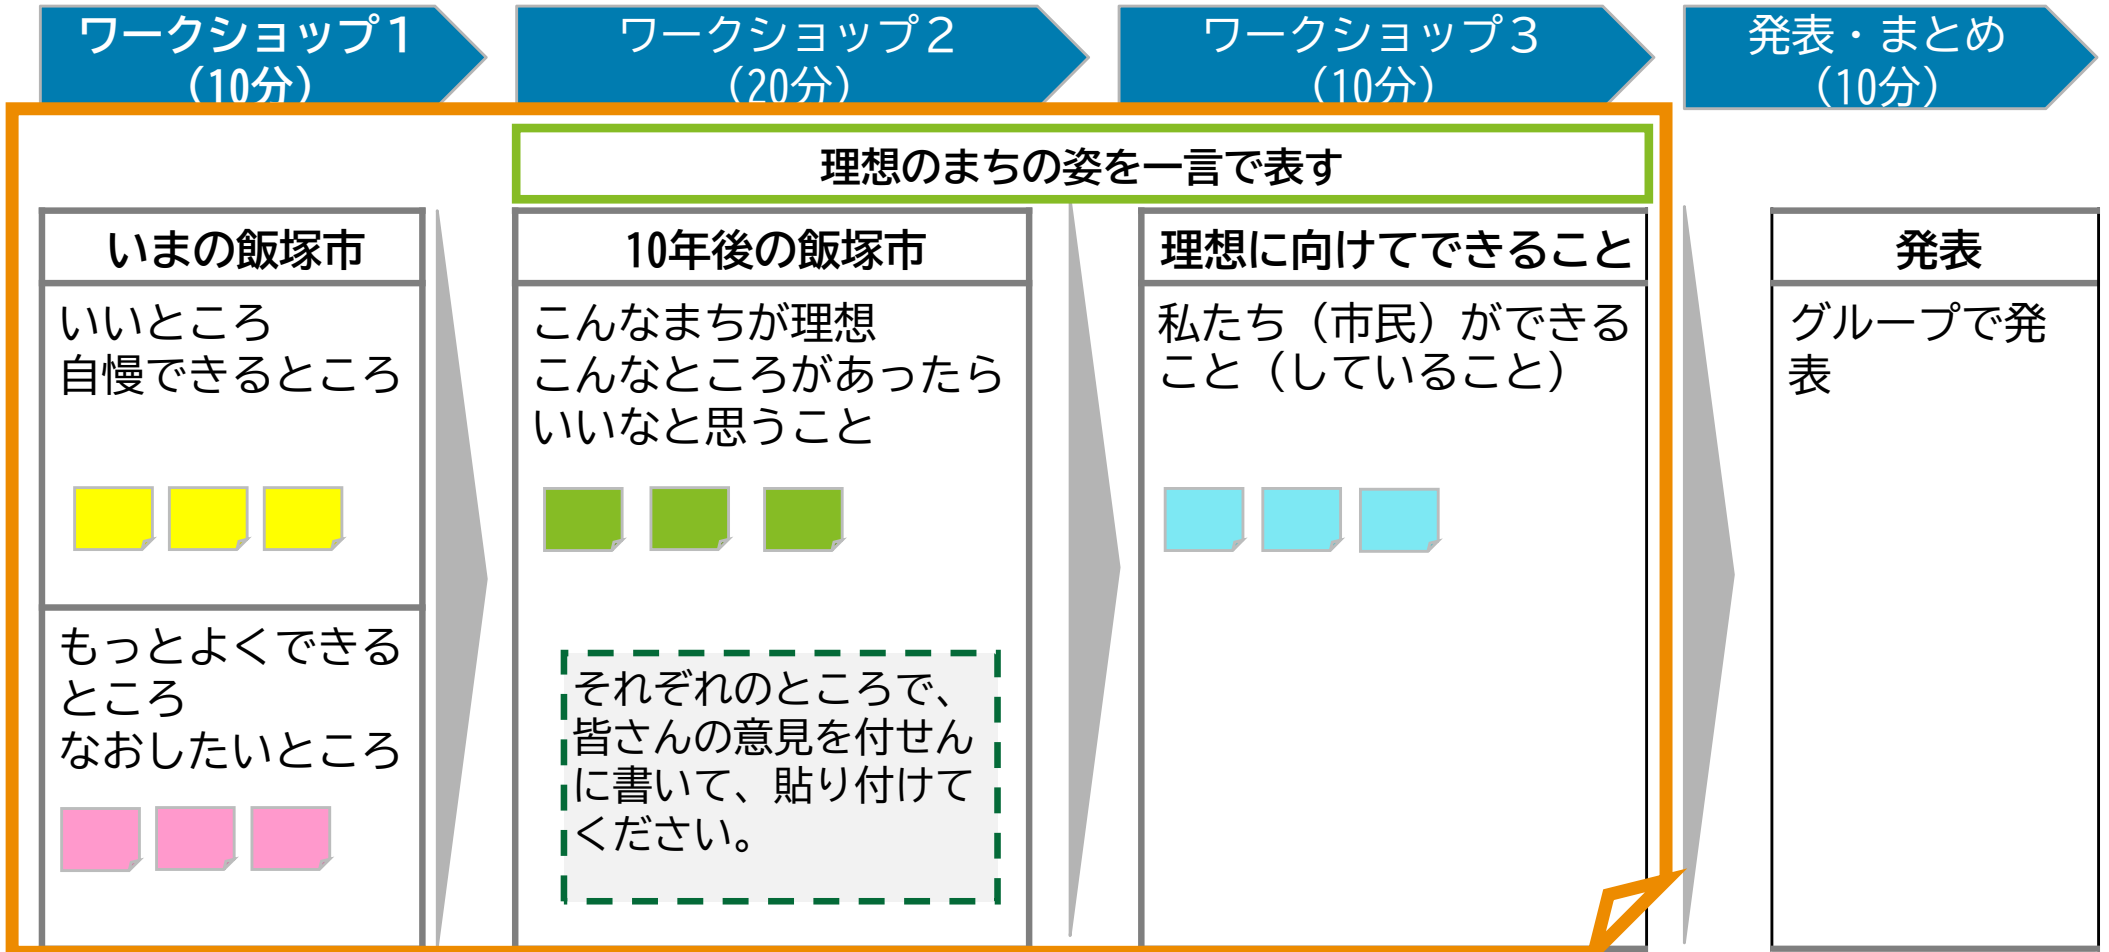 ワークショップ１
（10分）
ワークショップ２
（20分）
ワークショップ３
（10分）
発表・まとめ
（10分）
理想のまちの姿を一言で表す
いまの飯塚市
いいところ
自慢できるところ
もっとよくできる
ところ
なおしたいところ
10年後の飯塚市
こんなまちが理想
こんなところがあったら
いいなと思うこと
それぞれのところで、
皆さんの意見を付せん
に書いて、貼り付けて
ください。
理想に向けてできること
私たち（市民）ができる
こと（していること）
発表
グループで発
表